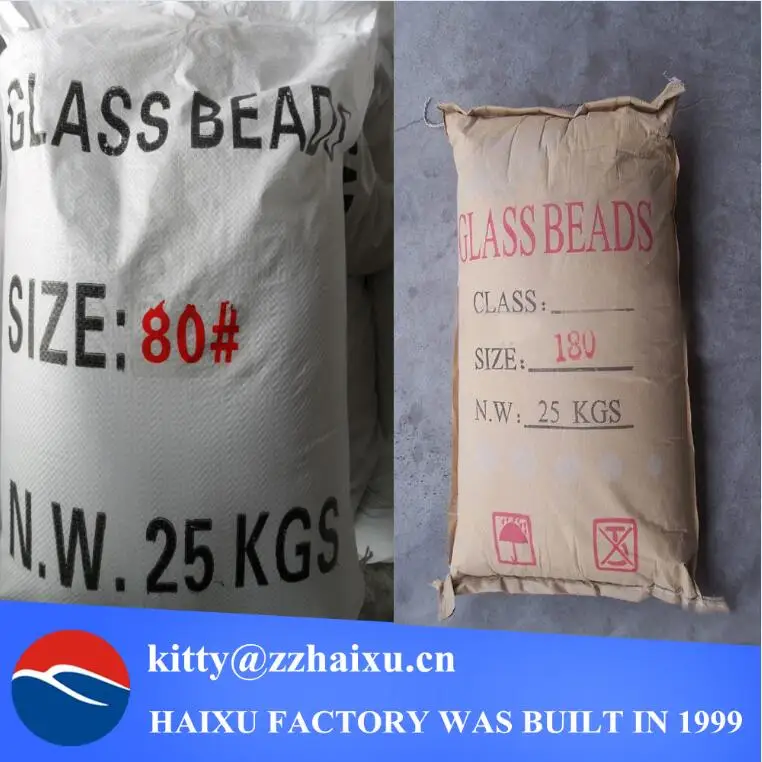 GLASS BEADS
SIZE: 80#
N.W. 25 KGS
GLASS BEADS
CLASS:
SIZE: 180
N.W: 25 KGS
kitty@zzhaixu.cn
HAIXU FACTORY WAS BUILT IN 1999